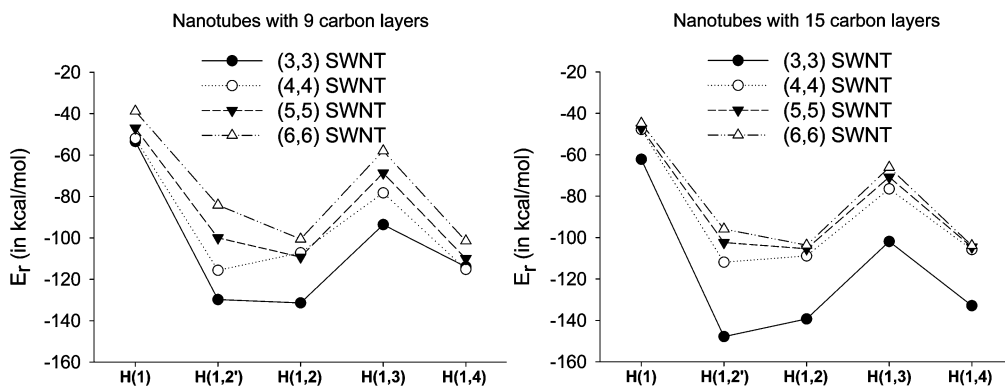 Nanotubes with 9 carbon layers
(3,3) SWNT
(4,4) SWNT
(5,5) SWNT
(6,6) SWNT
-20
-40
-60
-80
-100
-120
-140
-160
Er (in kcal/mol)
H(1) H(1,2') H(1,2) H(1,3) H(1,4)
Nanotubes with 15 carbon layers
(3,3) SWNT
(4,4) SWNT
(5,5) SWNT
(6,6) SWNT
-20
-40
-60
-80
-100
-120
-140
-160
Er (in kcal/mol)
H(1) H(1,2') H(1,2) H(1,3) H(1,4)